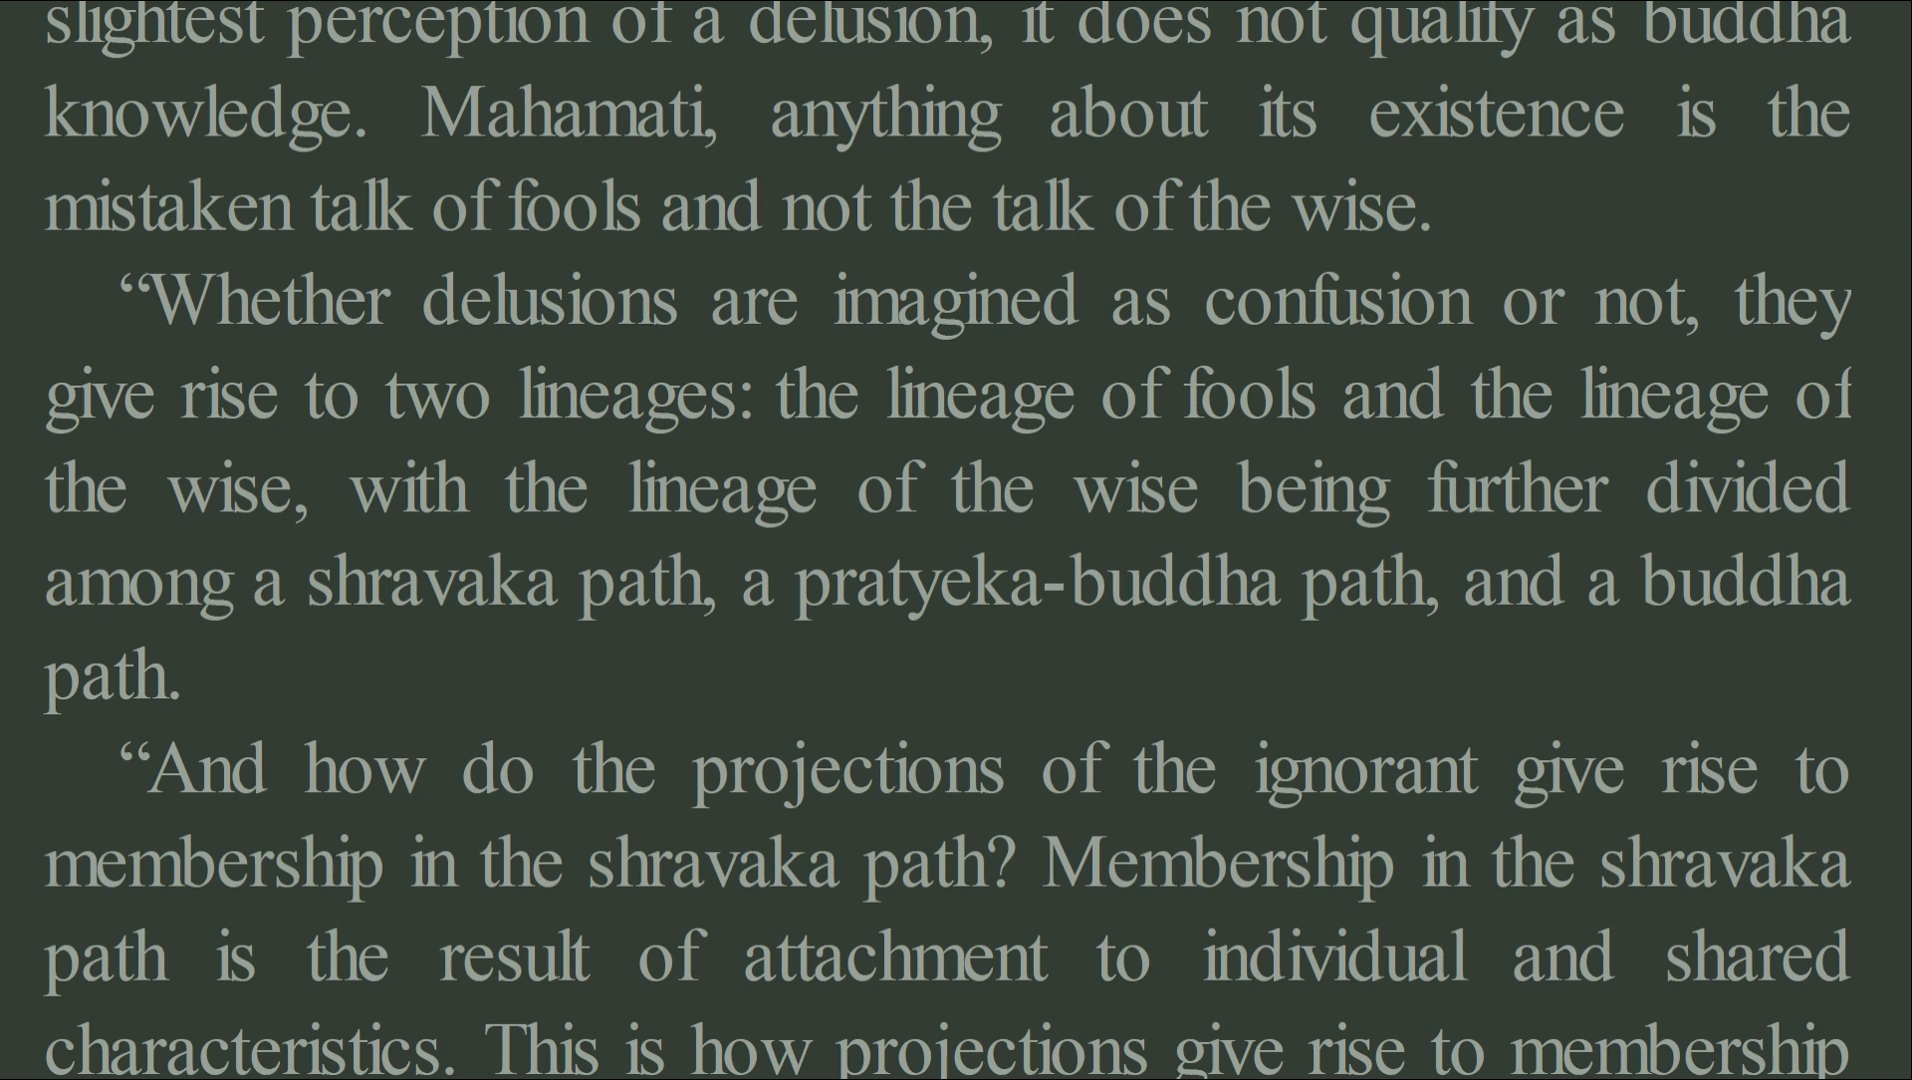 slightest perception of a delusion, it does not qualify as buddha
knowledge. Mahamati, anything about its existence is the
mistaken talk of fools and not the talk of the wise.
“Whether delusions are imagined as confusion or not, they
give rise to two lineages: the lineage of fools and the lineage of
the wise, with the lineage of the wise being further divided
among a shravaka path, a pratyeka-buddha path, and a buddha
path.
“And how do the projections of the ignorant give rise to
membership in the shravaka path? Membership in the shravaka
path is the result of attachment to individual and shared
characteristics. This is how projections give rise to membership